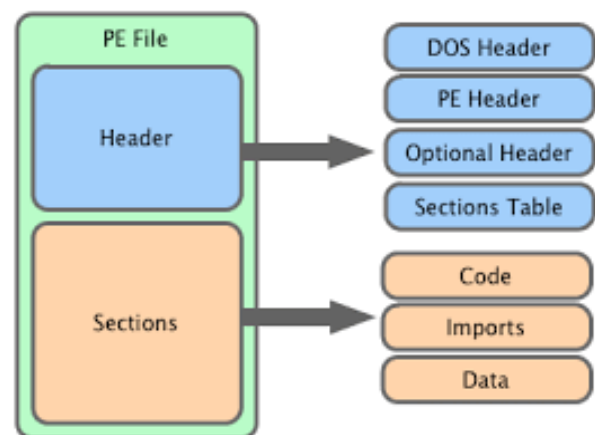 PE File
Header
Sections
DOS Header
PE Header
Optional Header
Sections Table
Code
Imports
Data